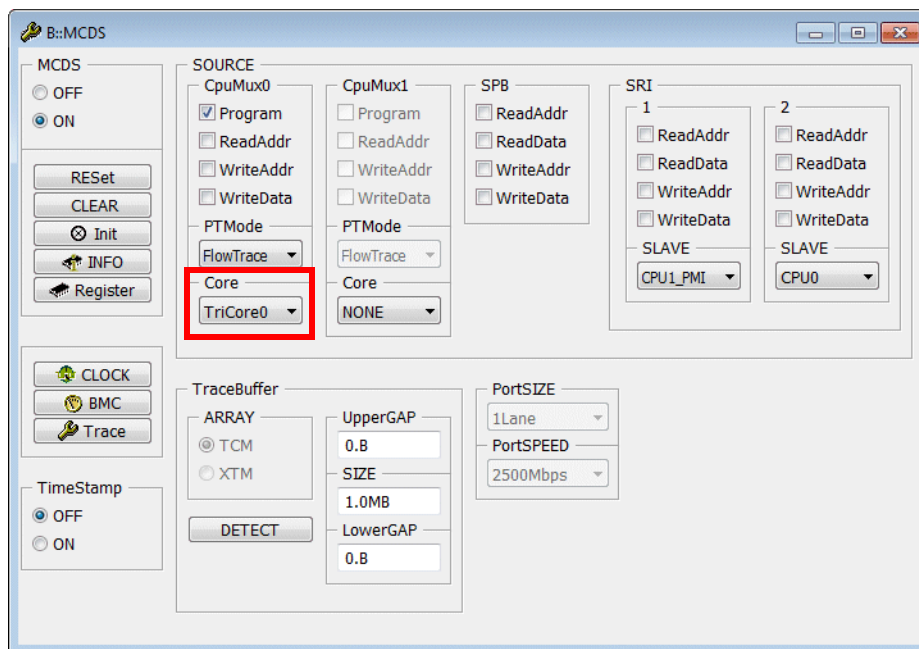 B::MCDS
MCDS
OFF
ON
RESet
CLEAR
Init
INFO
Register
CLOCK
BMC
Trace
TimeStamp
OFF
ON
SOURCE
CpuMux0
Program
ReadAddr
WriteAddr
WriteData
PTMode
FlowTrace
Core
TriCore0
CpuMux1
Program
ReadAddr
WriteAddr
WriteData
PTMode
FlowTrace
Core
NONE
SPB
ReadAddr
ReadData
WriteAddr
WriteData
SRI
1
ReadAddr
ReadData
WriteAddr
WriteData
SLAVE
CPU1_PMI
2
ReadAddr
ReadData
WriteAddr
WriteData
SLAVE
CPU0
TraceBuffer
ARRAY
TCM
XTM
DETECT
UpperGAP
0.B
SIZE
1.0MB
LowerGAP
0.B
PortSIZE
1Lane
PortSPEED
2500Mbps